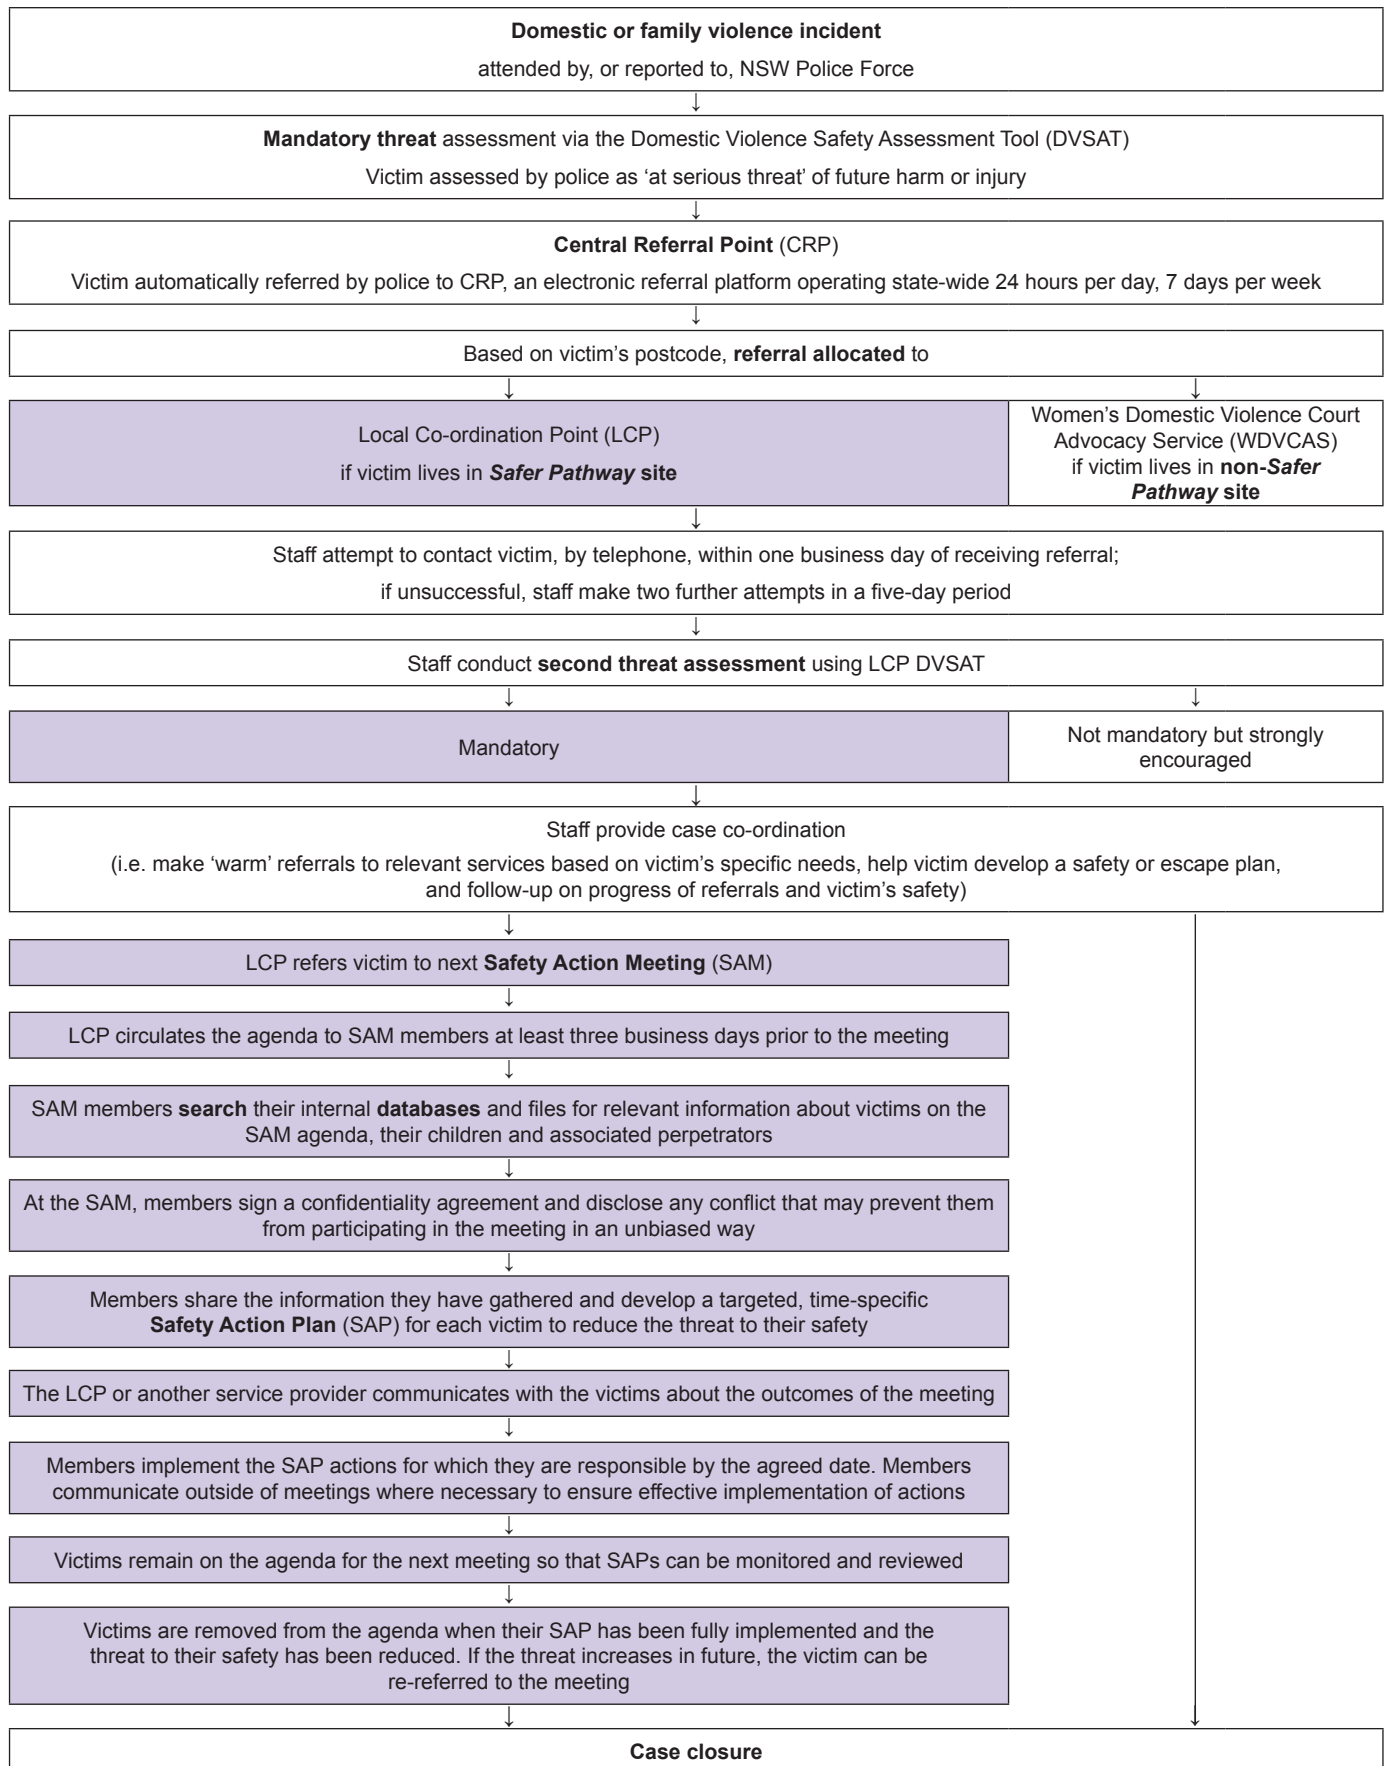 Domestic or family violence incident
attended by, or reported to, NSW Police Force
↓
Mandatory threat assessment via the Domestic Violence Safety Assessment Tool (DVSAT)
Victim assessed by police as ‘at serious threat’ of future harm or injury
↓
Central Referral Point (CRP)
Victim automatically referred by police to CRP, an electronic referral platform operating state-wide 24 hours per day, 7 days per week
↓
Based on victim’s postcode, referral allocated to
↓ ↓
Local Co-ordination Point (LCP)
if victim lives in Safer Pathway site
Women’s Domestic Violence Court
Advocacy Service (WDVCAS)
if victim lives in non-Safer
Pathway site
↓
Staff attempt to contact victim, by telephone, within one business day of receiving referral;
if unsuccessful, staff make two further attempts in a five-day period
↓
Staff conduct second threat assessment using LCP DVSAT
↓ ↓
Mandatory
Not mandatory but strongly
encouraged
↓
Staff provide case co-ordination
(i.e. make ‘warm’ referrals to relevant services based on victim’s specific needs, help victim develop a safety or escape plan,
and follow-up on progress of referrals and victim’s safety)
↓
LCP refers victim to next Safety Action Meeting (SAM)
↓
LCP circulates the agenda to SAM members at least three business days prior to the meeting
↓
SAM members search their internal databases and files for relevant information about victims on the
SAM agenda, their children and associated perpetrators
↓
At the SAM, members sign a confidentiality agreement and disclose any conflict that may prevent them
from participating in the meeting in an unbiased way
↓
Members share the information they have gathered and develop a targeted, time-specific
Safety Action Plan (SAP) for each victim to reduce the threat to their safety
↓
The LCP or another service provider communicates with the victims about the outcomes of the meeting
↓
Members implement the SAP actions for which they are responsible by the agreed date. Members
communicate outside of meetings where necessary to ensure effective implementation of actions
↓
Victims remain on the agenda for the next meeting so that SAPs can be monitored and reviewed
↓
Victims are removed from the agenda when their SAP has been fully implemented and the
threat to their safety has been reduced. If the threat increases in future, the victim can be
re-referred to the meeting
↓ ↓
Case closure